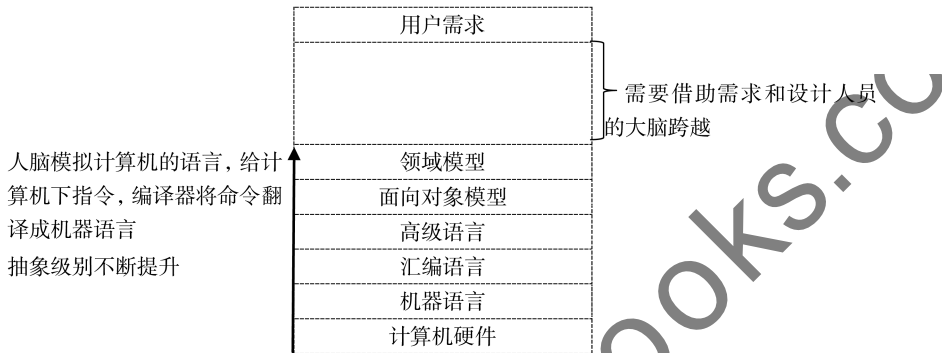 用户需求
需要借助需求和设计人员
的大脑跨越
人脑模拟计算机的语言，给计
算机下指令，编译器将命令翻
译成机器语言
抽象级别不断提升
领域模型
面向对象模型
高级语言
汇编语言
机器语言
计算机硬件
ooks.co